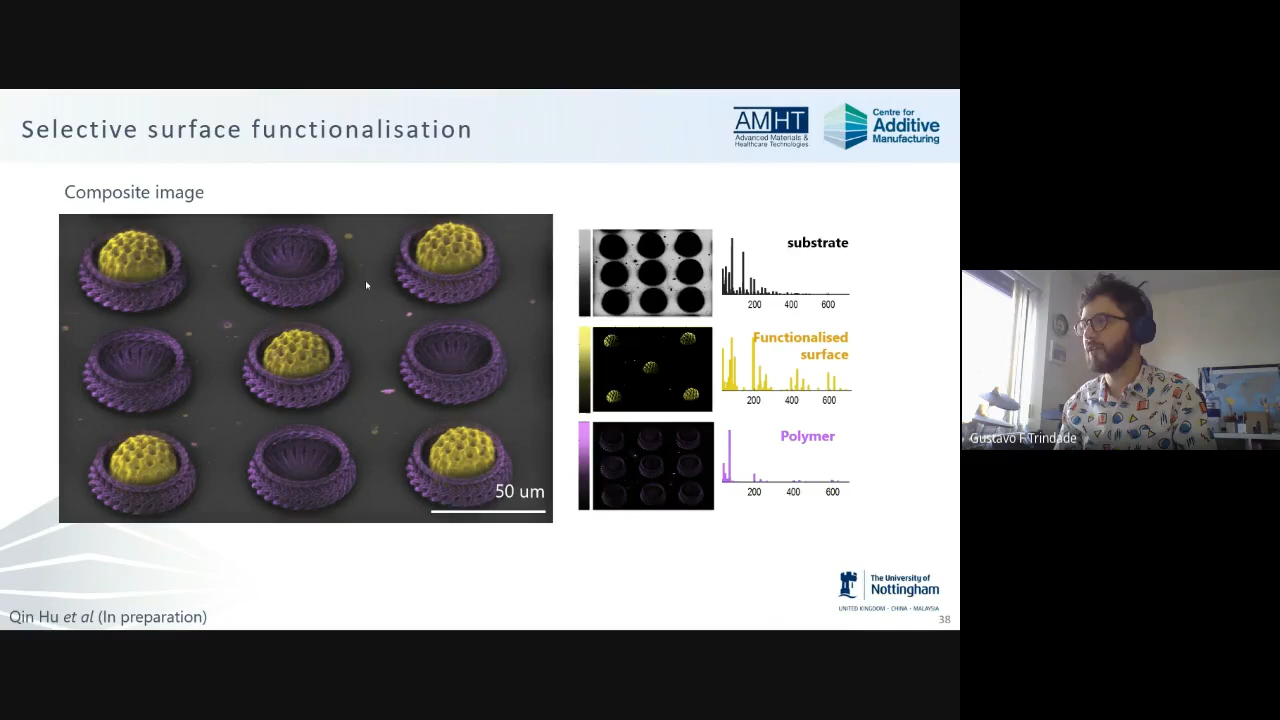 Selective surface functionalisation
AMHT
Advanced Materials &
Healthcare Technologies
Centre for
Additive
Manufacturing
Composite image
50 um
substrate
200 400 600
Functionalised
surface
200 400 600
Polymer
200 400 600
Gustavo F Trindade
The University of
Nottingham
UNITED KINGDOM · CHINA · MALAYSIA
Qin Hu et al (In preparation)
38